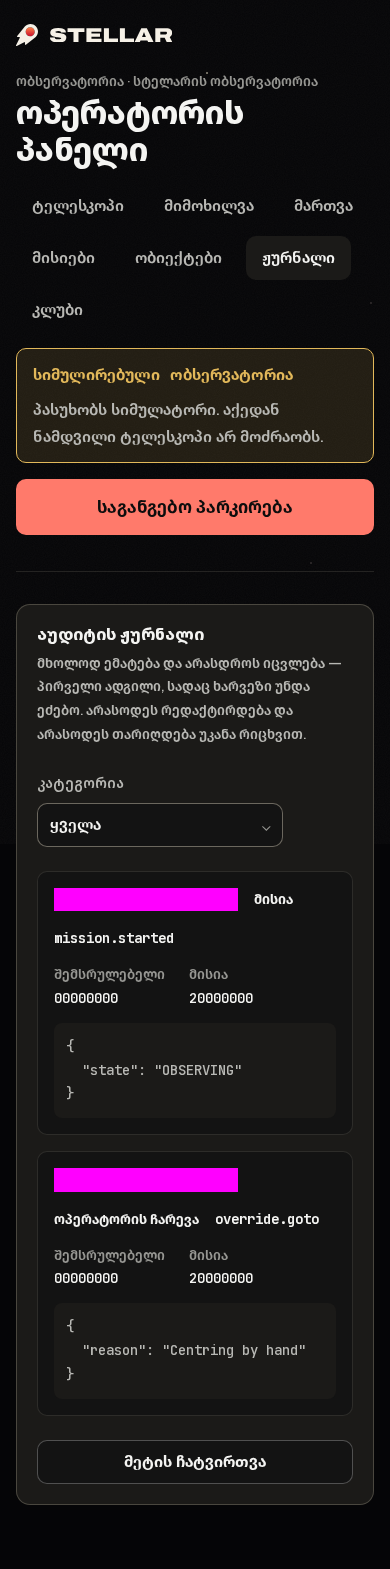 STELLAR
ობსერვატორია · სტელარის ობსერვატორია
ოპერატორის
პანელი
ტელესკოპი მიმოხილვა მართვა
მისიები ობიექტები ჟურნალი
კლუბი
სიმულირებული ობსერვატორია
პასუხობს სიმულატორი. აქედან
ნამდვილი ტელესკოპი არ მოძრაობს.
საგანგებო პარკირება
აუდიტის ჟურნალი
მხოლოდ ემატება და არასდროს იცვლება —
პირველი ადგილი, სადაც ხარვეზი უნდა
ეძებო. არასოდეს რედაქტირდება და
არასოდეს თარიღდება უკანა რიცხვით.
კატეგორია
ყველა
მისია
mission.started
შემსრულებელი მისია
00000000 20000000
{
"state": "OBSERVING"
}
ოპერატორის ჩარევა override.goto
შემსრულებელი მისია
00000000 20000000
{
"reason": "Centring by hand"
}
მეტის ჩატვირთვა